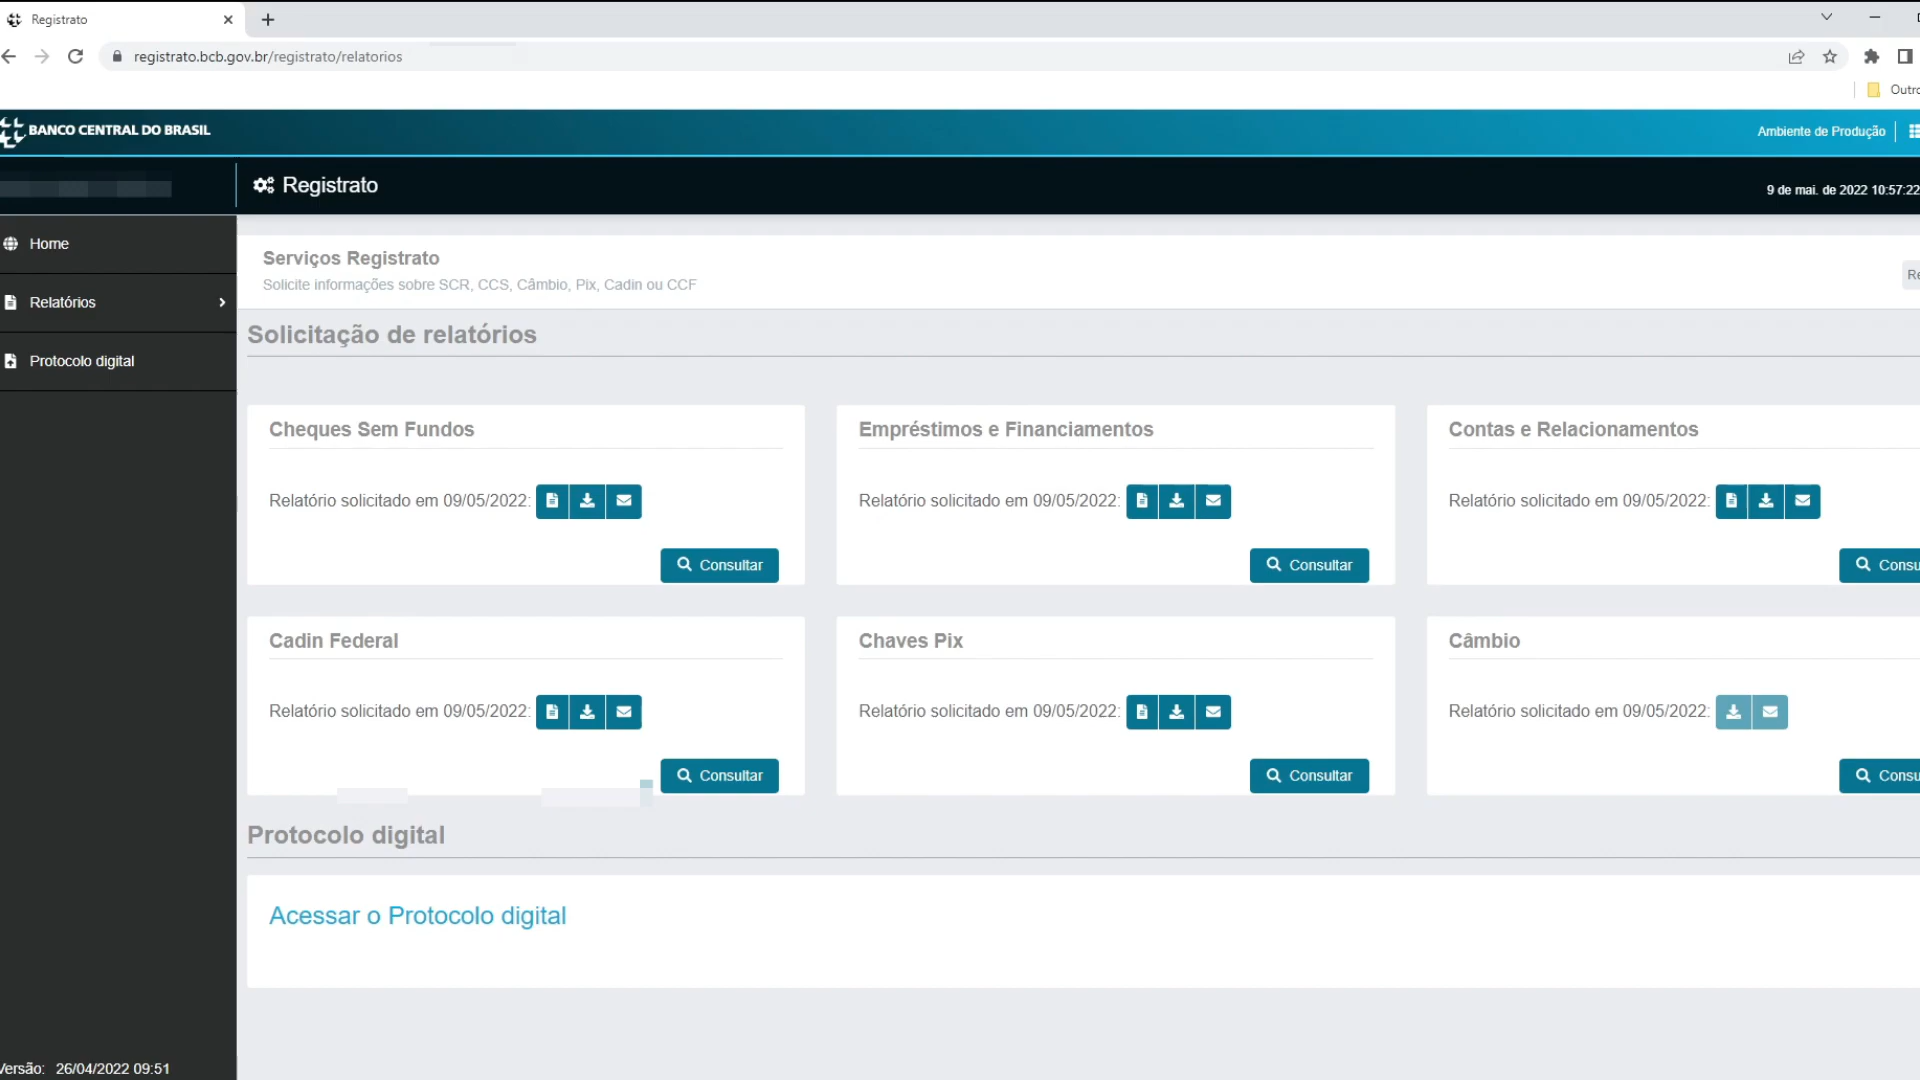 Registrato
registrato.bcb.gov.br/registrato/relatorios
Outro
BANCO CENTRAL DO BRASIL
Ambiente de Produção
Registrato
9 de mai. de 2022 10:57:22
Home
Serviços Registrato
Solicite informações sobre SCR, CCS, Câmbio, Pix, Cadin ou CCF
Re
Relatórios
Solicitação de relatórios
Protocolo digital
Cheques Sem Fundos
Relatório solicitado em 09/05/2022:
Consultar
Empréstimos e Financiamentos
Relatório solicitado em 09/05/2022:
Consultar
Contas e Relacionamentos
Relatório solicitado em 09/05/2022:
Consu
Cadin Federal
Relatório solicitado em 09/05/2022:
Consultar
Chaves Pix
Relatório solicitado em 09/05/2022:
Consultar
Câmbio
Relatório solicitado em 09/05/2022:
Consu
Protocolo digital
Acessar o Protocolo digital
Versão: 26/04/2022 09:51